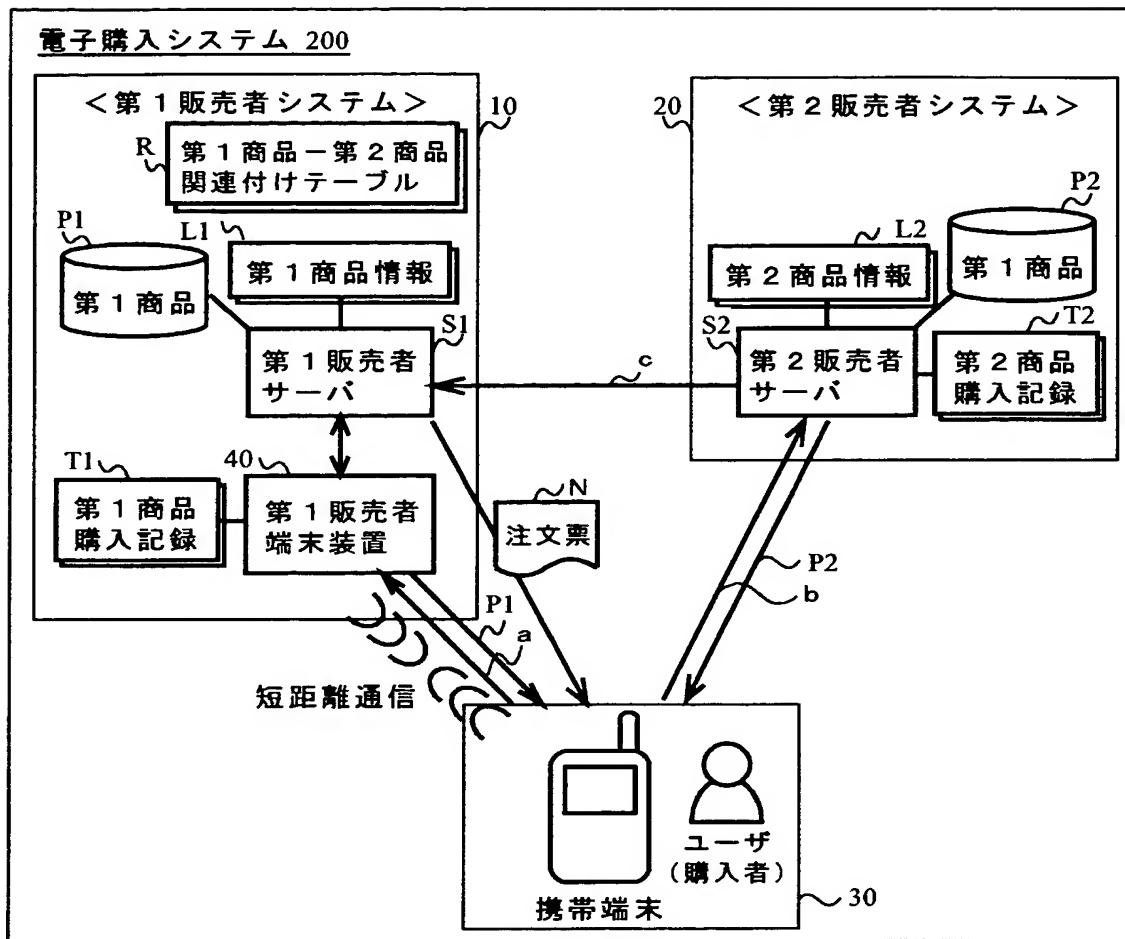 電子購入システム 200
<第1販売者システム>
10
R
第1商品-第2商品
関連付けテーブル
P1
第1商品
L1
第1商品情報
S1
第1販売者
サーバ
T1
第1商品
購入記録
40
第1販売者
端末装置
20
<第2販売者システム>
P2
第1商品
L2
第2商品情報
S2
第2販売者
サーバ
T2
第2商品
購入記録
c
N
注文票
P1
a
P2
b
短距離通信
ユーザ
(購入者)
携帯端末
30